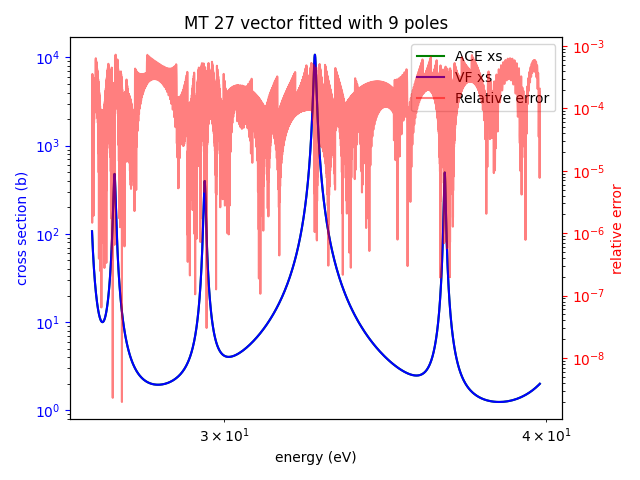 MT 27 vector fitted with 9 poles
ACE xs
VF xs
Relative error
cross section (b)
10⁴
10³
10²
10¹
10⁰
10⁻³
10⁻⁴
10⁻⁵
10⁻⁶
10⁻⁷
10⁻⁸
relative error
3 × 10¹
4 × 10¹
energy (eV)